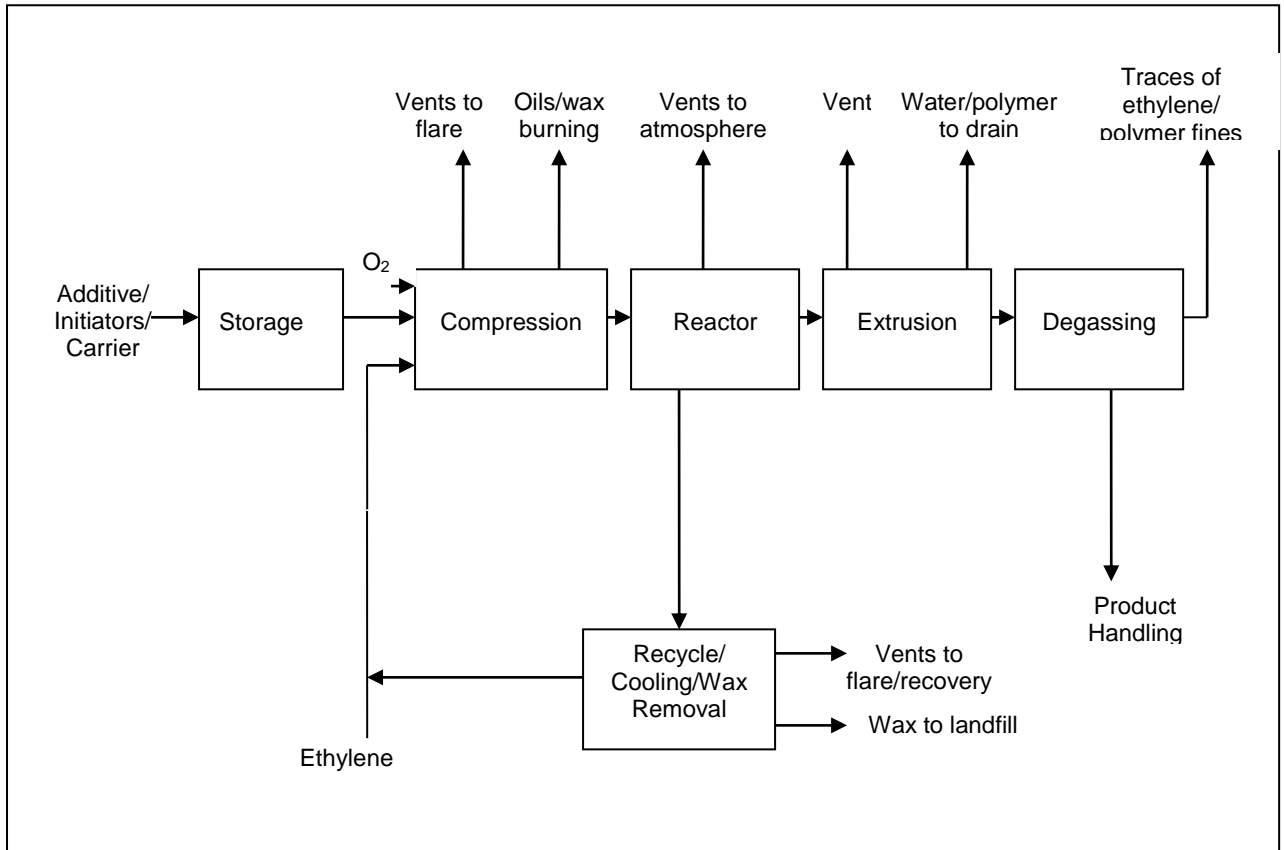 Vents to
flare
Oils/wax
burning
Vents to
atmosphere
Vent
Water/polymer
to drain
Traces of
ethylene/
polymer fines
O₂
Additive/
Initiators/
Carrier
Storage
Compression
Reactor
Extrusion
Degassing
Product
Handling
Recycle/
Cooling/Wax
Removal
Vents to
flare/recovery
Wax to landfill
Ethylene